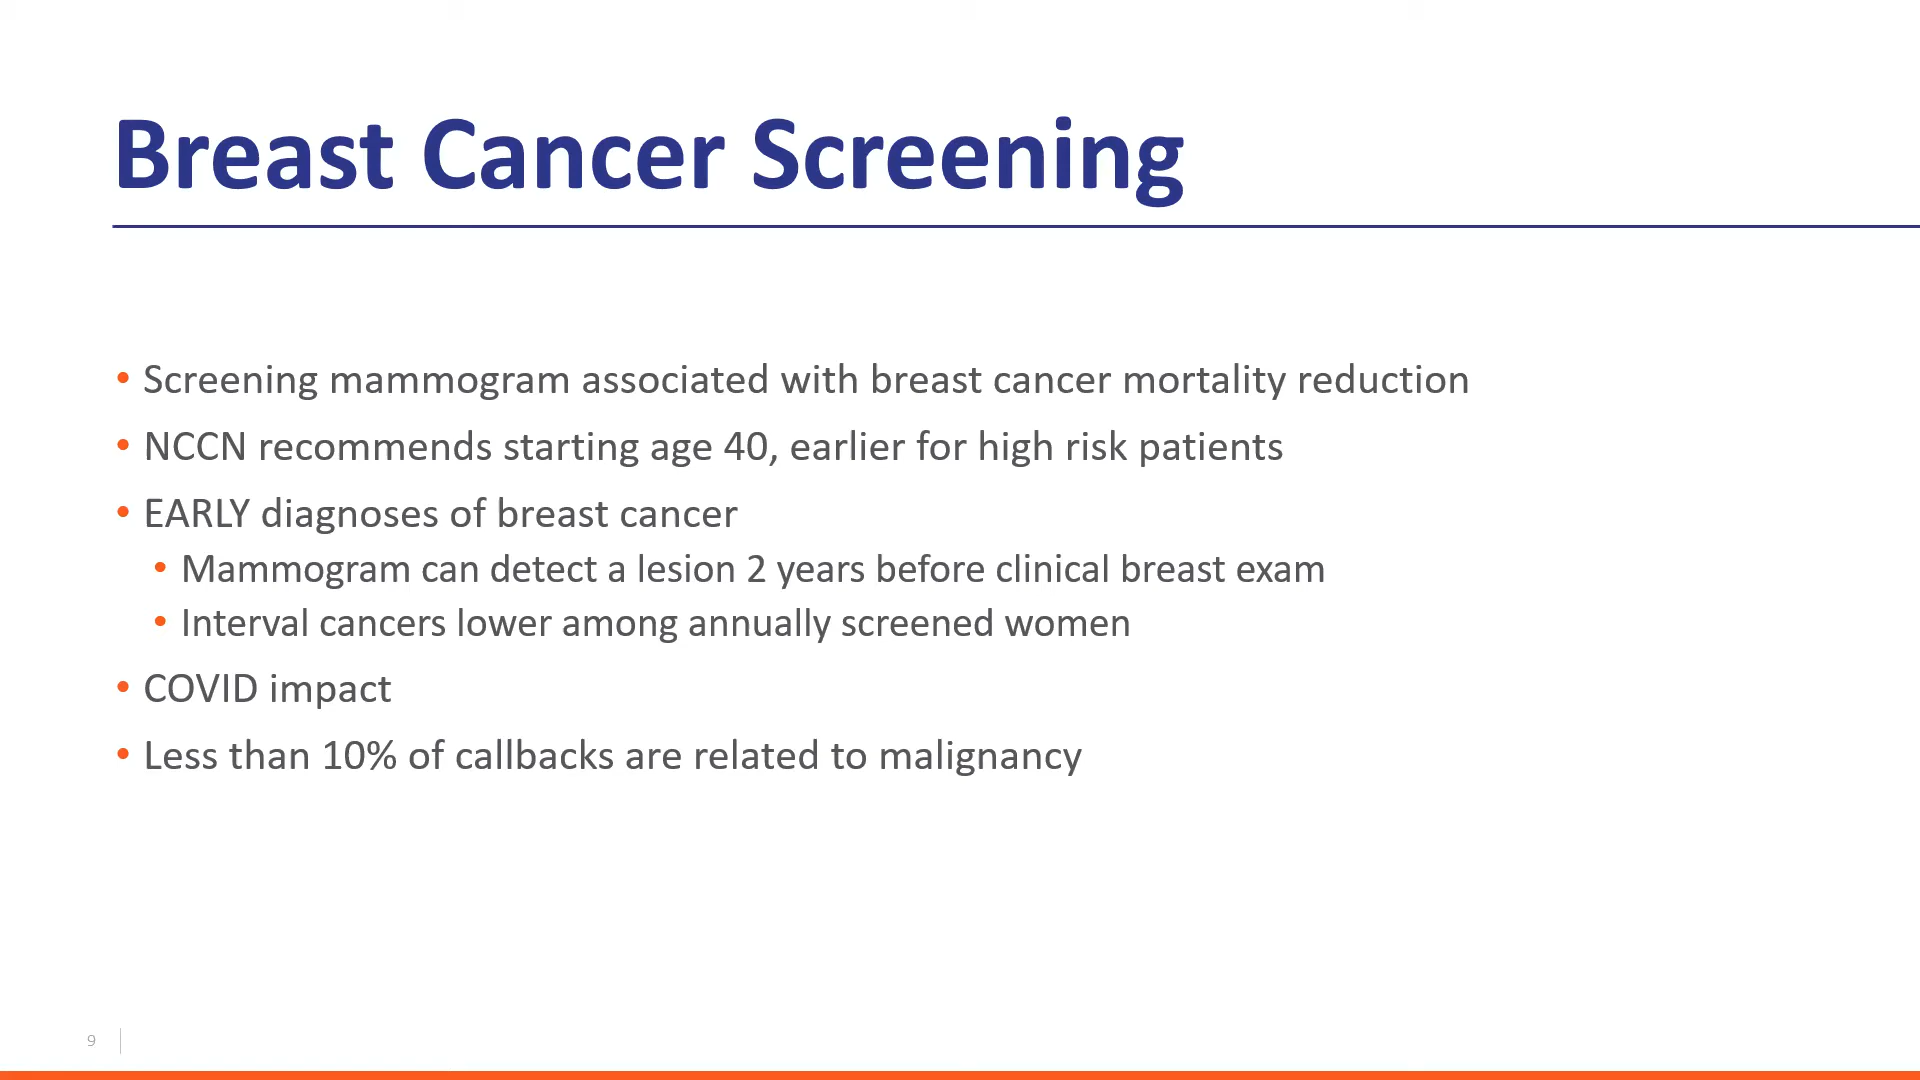 Breast Cancer Screening
• Screening mammogram associated with breast cancer mortality reduction
• NCCN recommends starting age 40, earlier for high risk patients
• EARLY diagnoses of breast cancer
• Mammogram can detect a lesion 2 years before clinical breast exam
• Interval cancers lower among annually screened women
• COVID impact
• Less than 10% of callbacks are related to malignancy
9